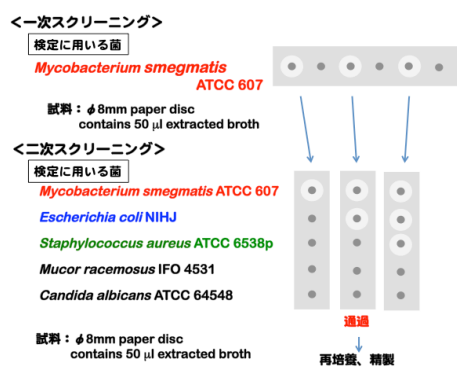 ＜一次スクリーニング＞
検定に用いる菌
Mycobacterium smegmatis
ATCC 607
試料：φ8mm paper disc
contains 50 μl extracted broth
＜二次スクリーニング＞
検定に用いる菌
Mycobacterium smegmatis ATCC 607
Escherichia coli NIHJ
Staphylococcus aureus ATCC 6538p
Mucor racemosus IFO 4531
Candida albicans ATCC 64548
通過
試料：φ8mm paper disc
contains 50 μl extracted broth
再培養、精製